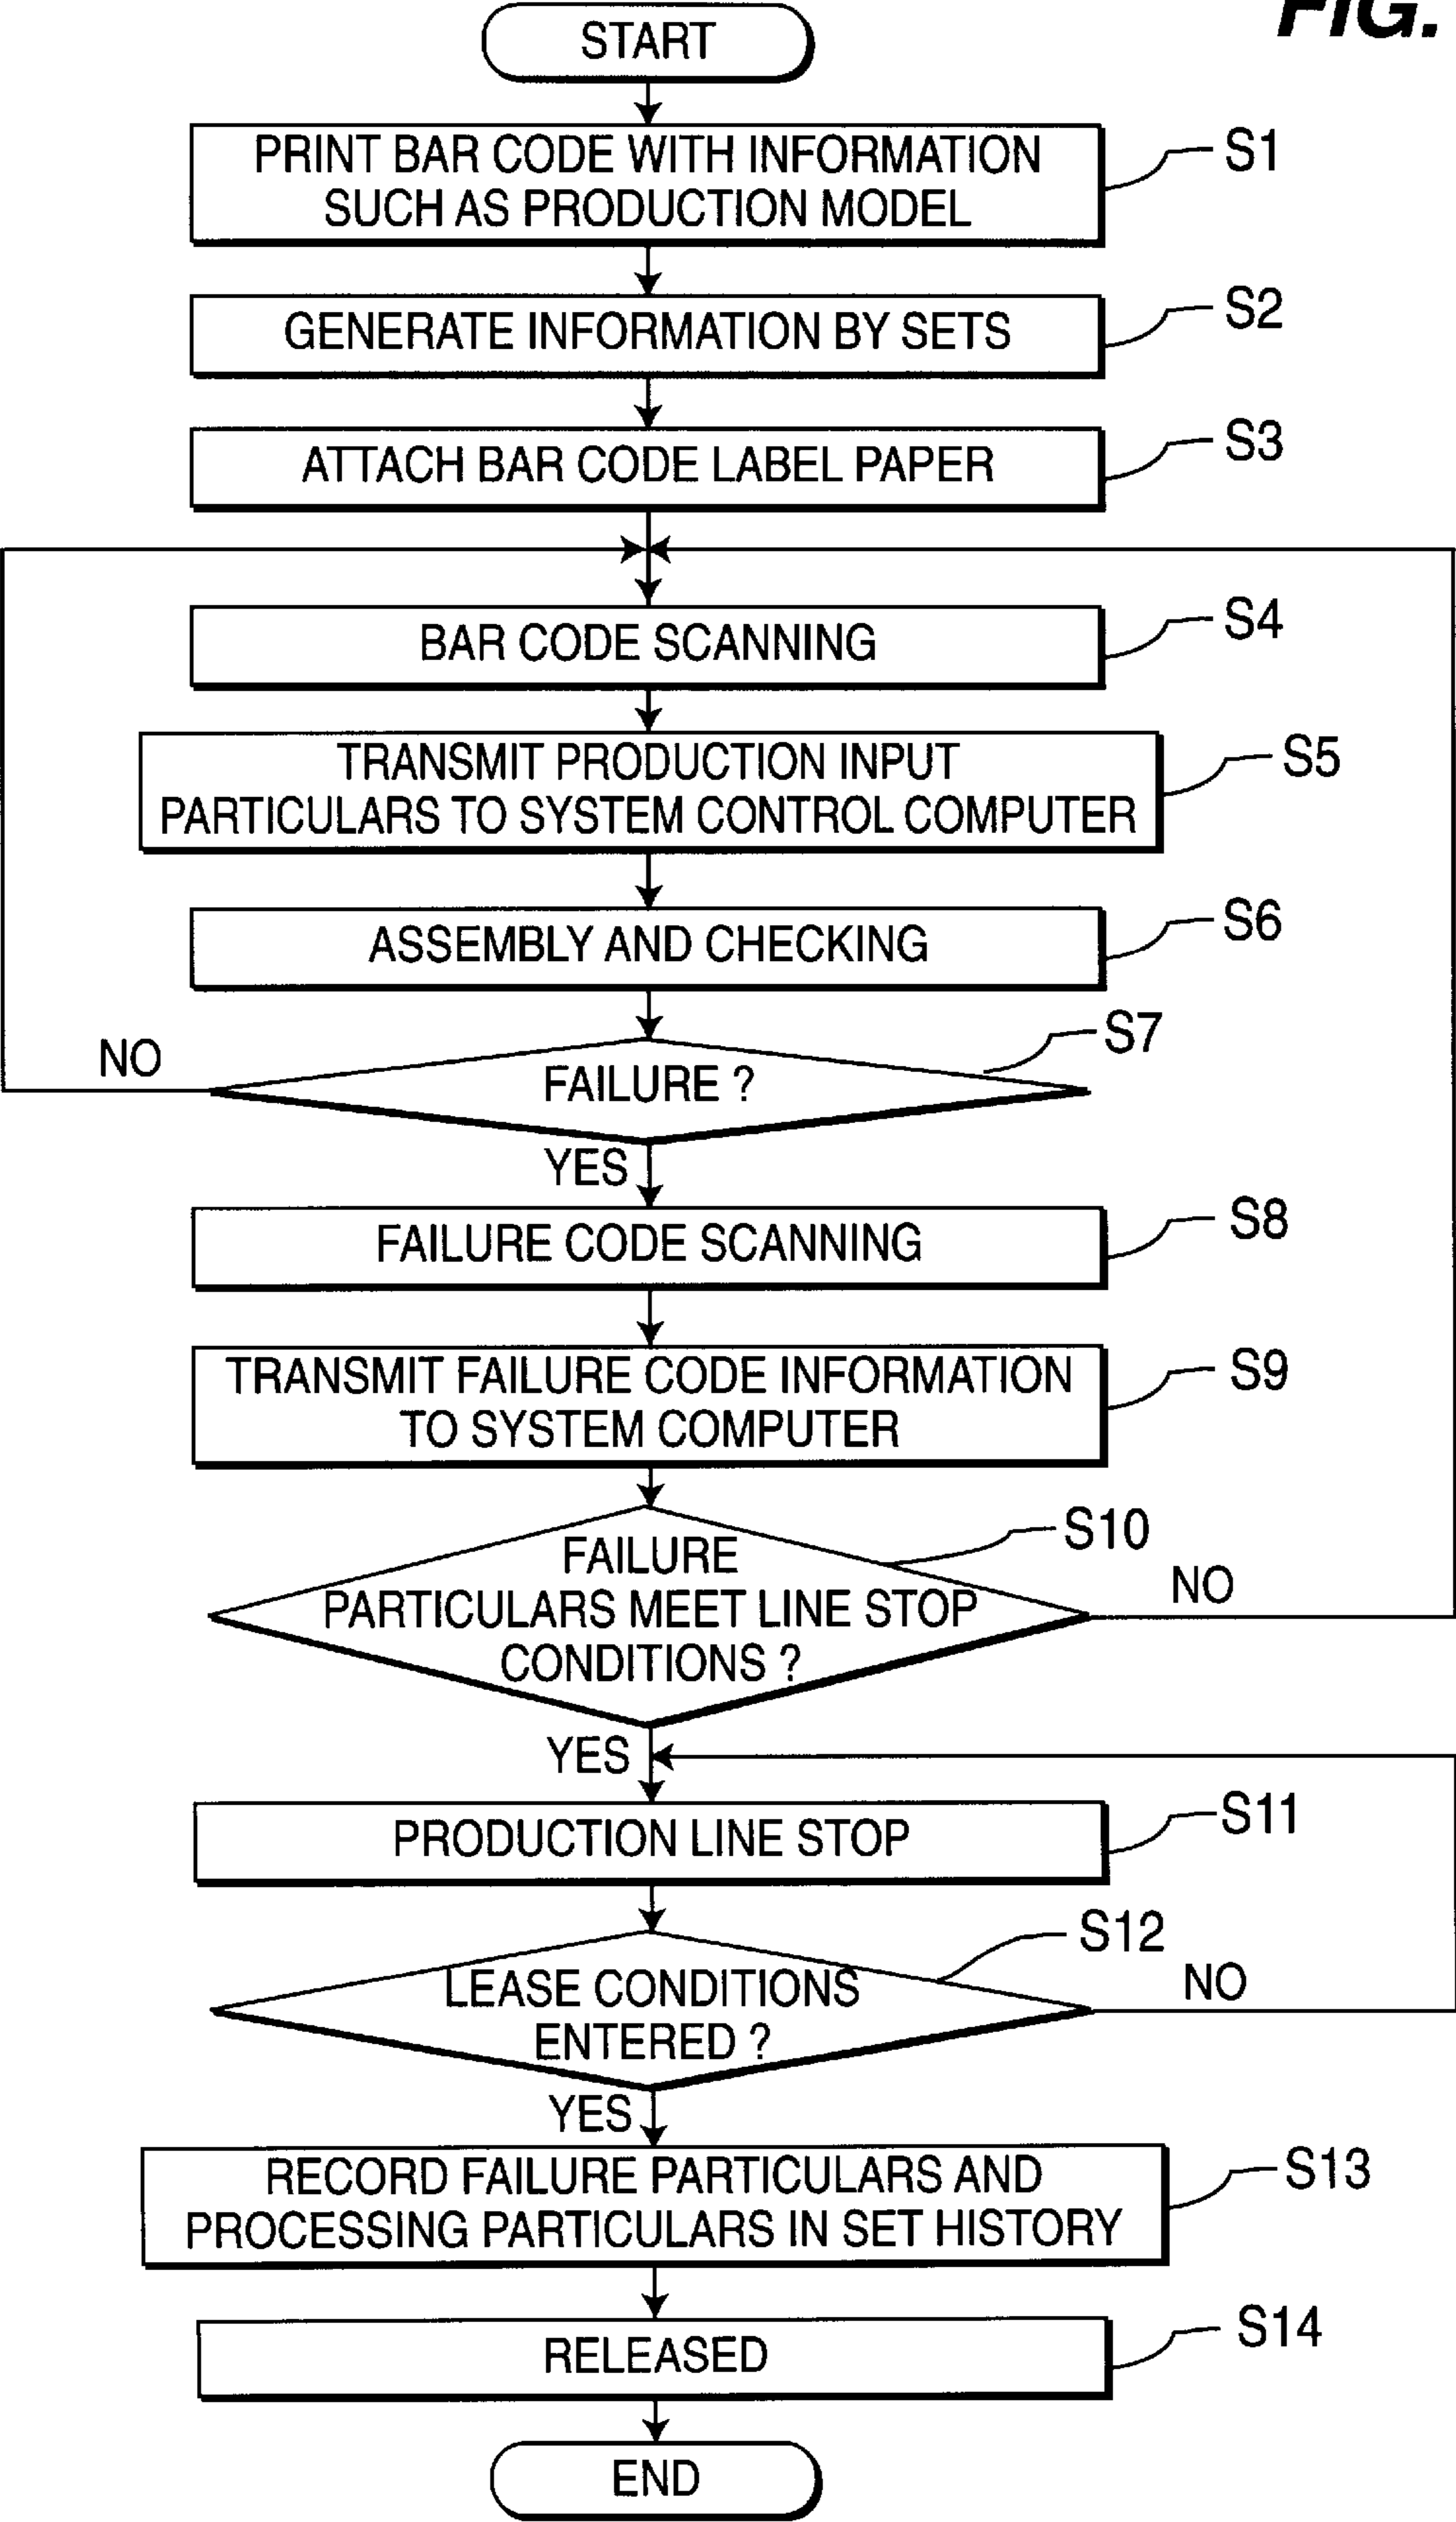 FIG.
START
PRINT BAR CODE WITH INFORMATION
SUCH AS PRODUCTION MODEL
S1
GENERATE INFORMATION BY SETS
S2
ATTACH BAR CODE LABEL PAPER
S3
BAR CODE SCANNING
S4
TRANSMIT PRODUCTION INPUT
PARTICULARS TO SYSTEM CONTROL COMPUTER
S5
ASSEMBLY AND CHECKING
S6
S7
NO
FAILURE ?
YES
FAILURE CODE SCANNING
S8
TRANSMIT FAILURE CODE INFORMATION
TO SYSTEM COMPUTER
S9
S10
FAILURE
PARTICULARS MEET LINE STOP
CONDITIONS ?
NO
YES
PRODUCTION LINE STOP
S11
S12
LEASE CONDITIONS
ENTERED ?
NO
YES
RECORD FAILURE PARTICULARS AND
PROCESSING PARTICULARS IN SET HISTORY
S13
RELEASED
S14
END